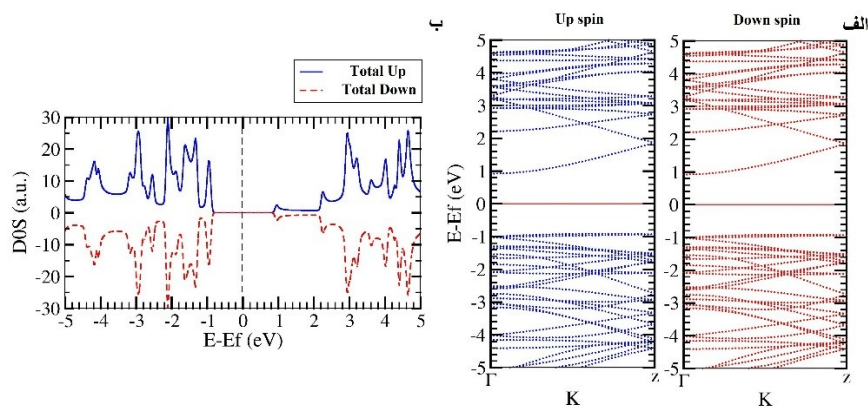 ب
Up spin
Down spin
الف
Total Up
Total Down
30
20
10
0
-10
-20
-30
D0S (a.u.)
-5 -4 -3 -2 -1 0 1 2 3 4 5
E-Ef (eV)
5
4
3
2
1
0
-1
-2
-3
-4
-5
E-Ef (eV)
Γ z Γ z
K K